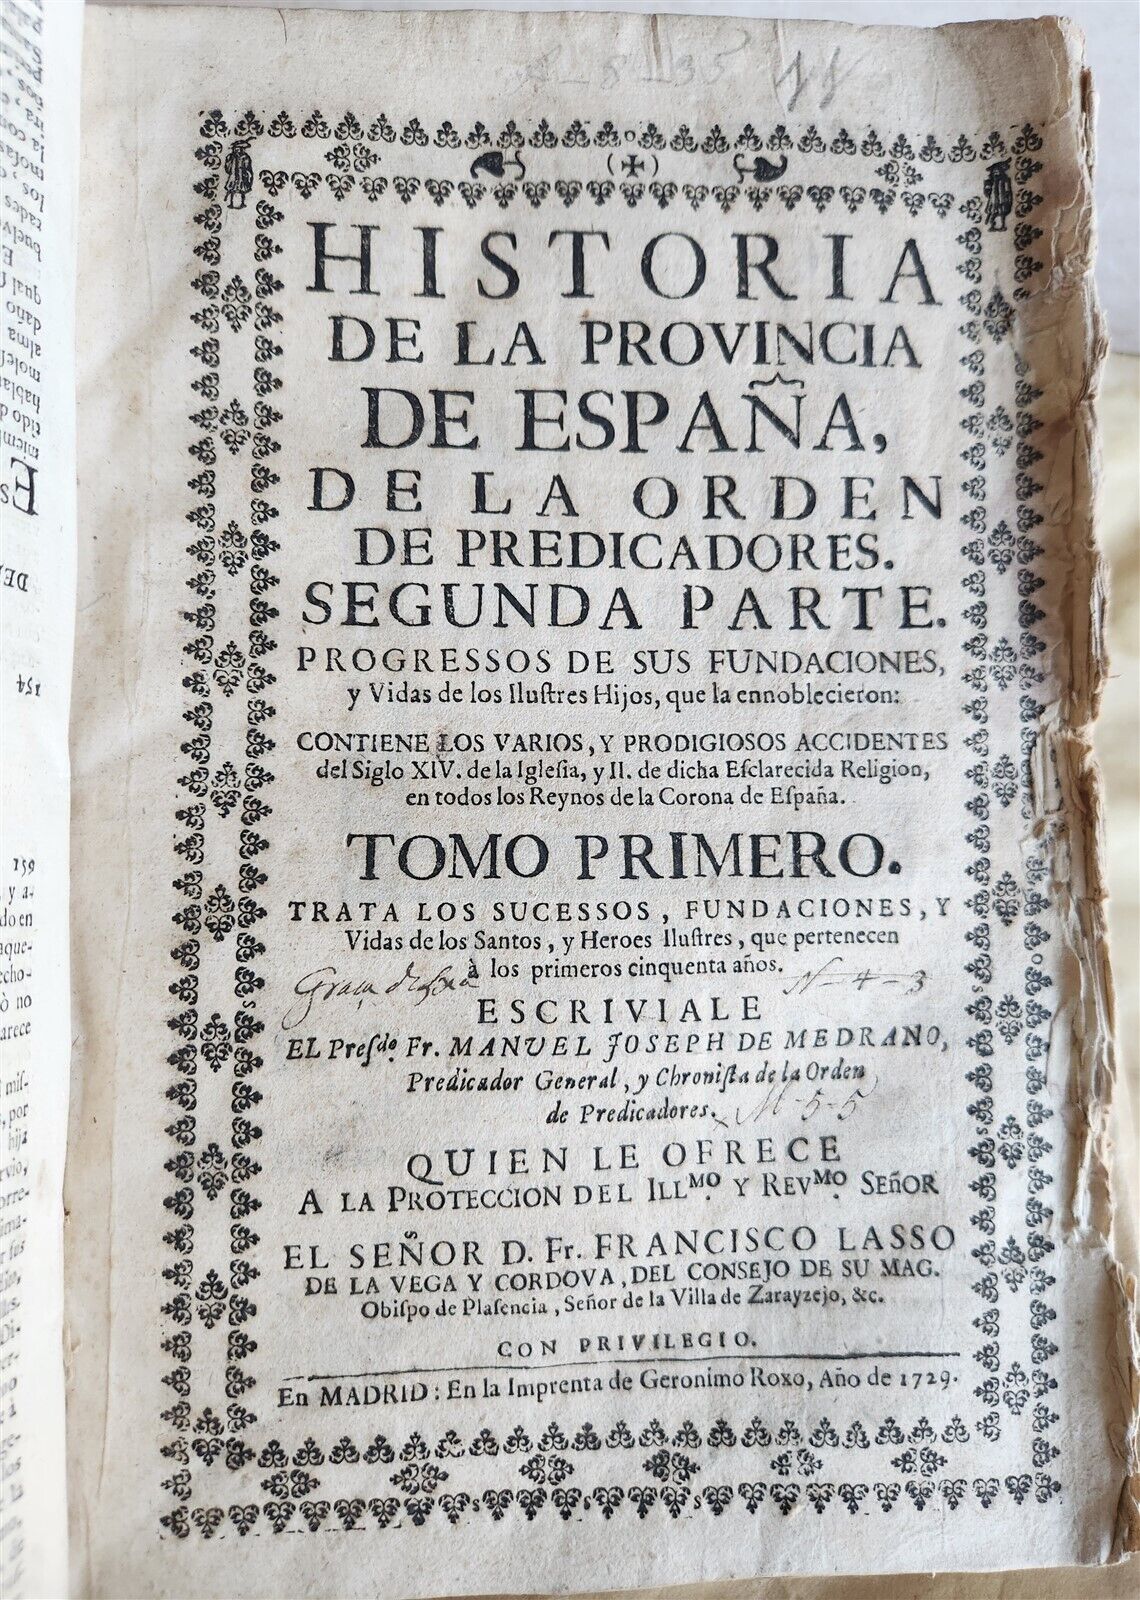 (✠)
HISTORIA
DE LA PROVINCIA
DE ESPAÑA,
DE LA ORDEN
DE PREDICADORES.
SEGUNDA PARTE.
PROGRESSOS DE SUS FUNDACIONES,
y Vidas de los Iluſtres Hijos, que la ennoblecieron:
CONTIENE LOS VARIOS, Y PRODIGIOSOS ACCIDENTES
del Siglo XIV. de la Igleſia, y II. de dicha Eſclarecida Religion,
en todos los Reynos de la Corona de Eſpaña.
TOMO PRIMERO.
TRATA LOS SUCESSOS, FUNDACIONES, Y
Vidas de los Santos, y Heroes Iluſtres, que pertenecen
à los primeros cinquenta años.
N-4-3
ESCRIVIALE
EL Preſdo. Fr. MANUEL JOSEPH DE MEDRANO,
Predicador General, y Chroniſta de la Orden
de Predicadores.
M-5-5
QUIEN LE OFRECE
A LA PROTECCION DEL ILLMO. Y REVMO. SEñOR
EL SEÑOR D. Fr. FRANCISCO LASSO
DE LA VEGA Y CORDOVA, DEL CONSEJO DE SU MAG.
Obiſpo de Plaſencia, Señor de la Villa de Zarayzejo, &c.
CON PRIVILEGIO.
En MADRID: En la Imprenta de Geronimo Roxo, Año de 1729.
154
159